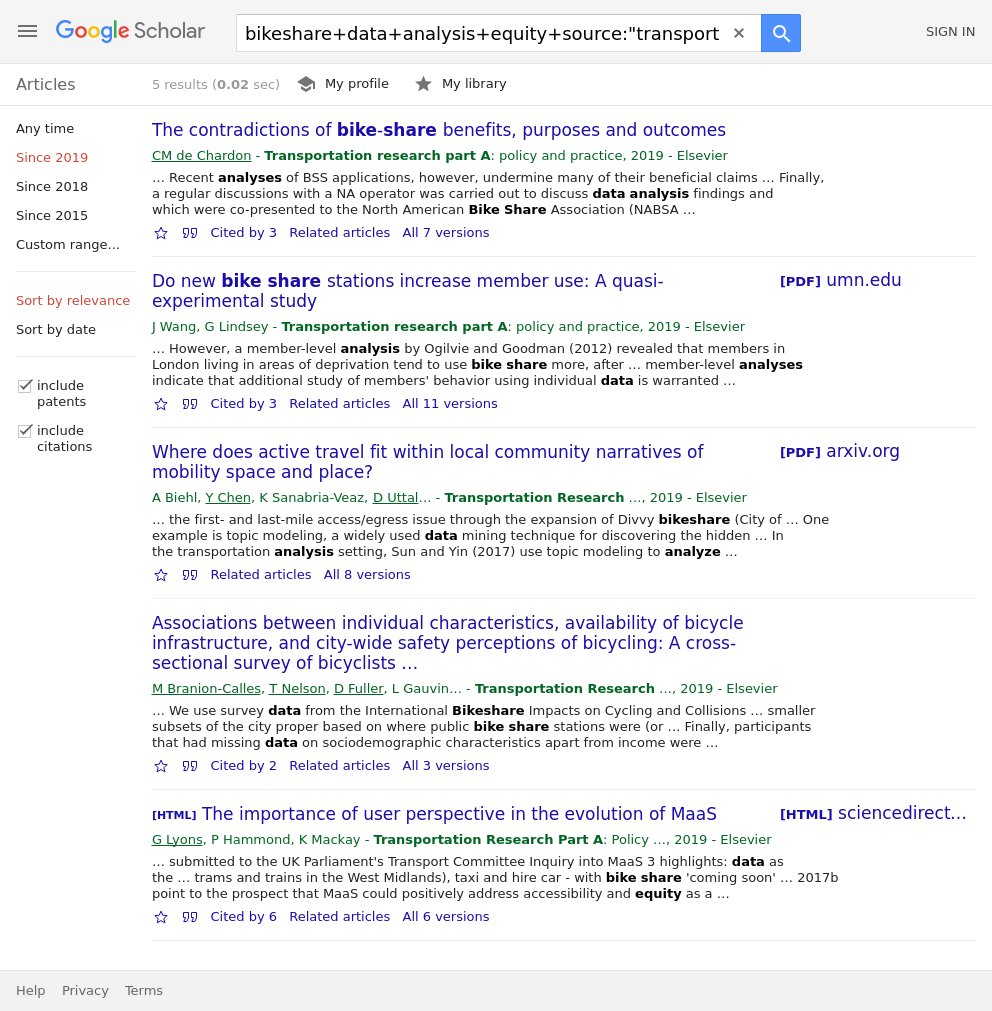 Google Scholar
bikeshare+data+analysis+equity+source:"transport
SIGN IN
Articles
5 results (0.02 sec)
My profile
My library
Any time
Since 2019
Since 2018
Since 2015
Custom range...
Sort by relevance
Sort by date
include
patents
include
citations
The contradictions of bike-share benefits, purposes and outcomes
CM de Chardon - Transportation research part A: policy and practice, 2019 - Elsevier
… Recent analyses of BSS applications, however, undermine many of their beneficial claims … Finally,
a regular discussions with a NA operator was carried out to discuss data analysis findings and
which were co-presented to the North American Bike Share Association (NABSA …
Cited by 3 Related articles All 7 versions
Do new bike share stations increase member use: A quasi-
experimental study
[PDF] umn.edu
J Wang, G Lindsey - Transportation research part A: policy and practice, 2019 - Elsevier
… However, a member-level analysis by Ogilvie and Goodman (2012) revealed that members in
London living in areas of deprivation tend to use bike share more, after … member-level analyses
indicate that additional study of members' behavior using individual data is warranted …
Cited by 3 Related articles All 11 versions
Where does active travel fit within local community narratives of
mobility space and place?
[PDF] arxiv.org
A Biehl, Y Chen, K Sanabria-Veaz, D Uttal… - Transportation Research …, 2019 - Elsevier
… the first- and last-mile access/egress issue through the expansion of Divvy bikeshare (City of … One
example is topic modeling, a widely used data mining technique for discovering the hidden … In
the transportation analysis setting, Sun and Yin (2017) use topic modeling to analyze …
Related articles All 8 versions
Associations between individual characteristics, availability of bicycle
infrastructure, and city-wide safety perceptions of bicycling: A cross-
sectional survey of bicyclists …
M Branion-Calles, T Nelson, D Fuller, L Gauvin… - Transportation Research …, 2019 - Elsevier
… We use survey data from the International Bikeshare Impacts on Cycling and Collisions … smaller
subsets of the city proper based on where public bike share stations were (or … Finally, participants
that had missing data on sociodemographic characteristics apart from income were …
Cited by 2 Related articles All 3 versions
[HTML] The importance of user perspective in the evolution of MaaS
[HTML] sciencedirect…
G Lyons, P Hammond, K Mackay - Transportation Research Part A: Policy …, 2019 - Elsevier
… submitted to the UK Parliament's Transport Committee Inquiry into MaaS 3 highlights: data as
the … trams and trains in the West Midlands), taxi and hire car - with bike share 'coming soon' … 2017b
point to the prospect that MaaS could positively address accessibility and equity as a …
Cited by 6 Related articles All 6 versions
Help Privacy Terms